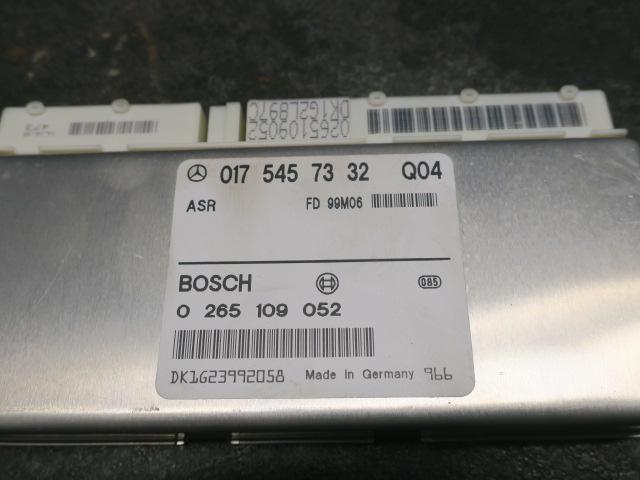 DK1G2L897C
0265109052
017 545 73 32 Q04
ASR FD 99M06
BOSCH 085
0 265 109 052
DK1G23992058 Made in Germany 966